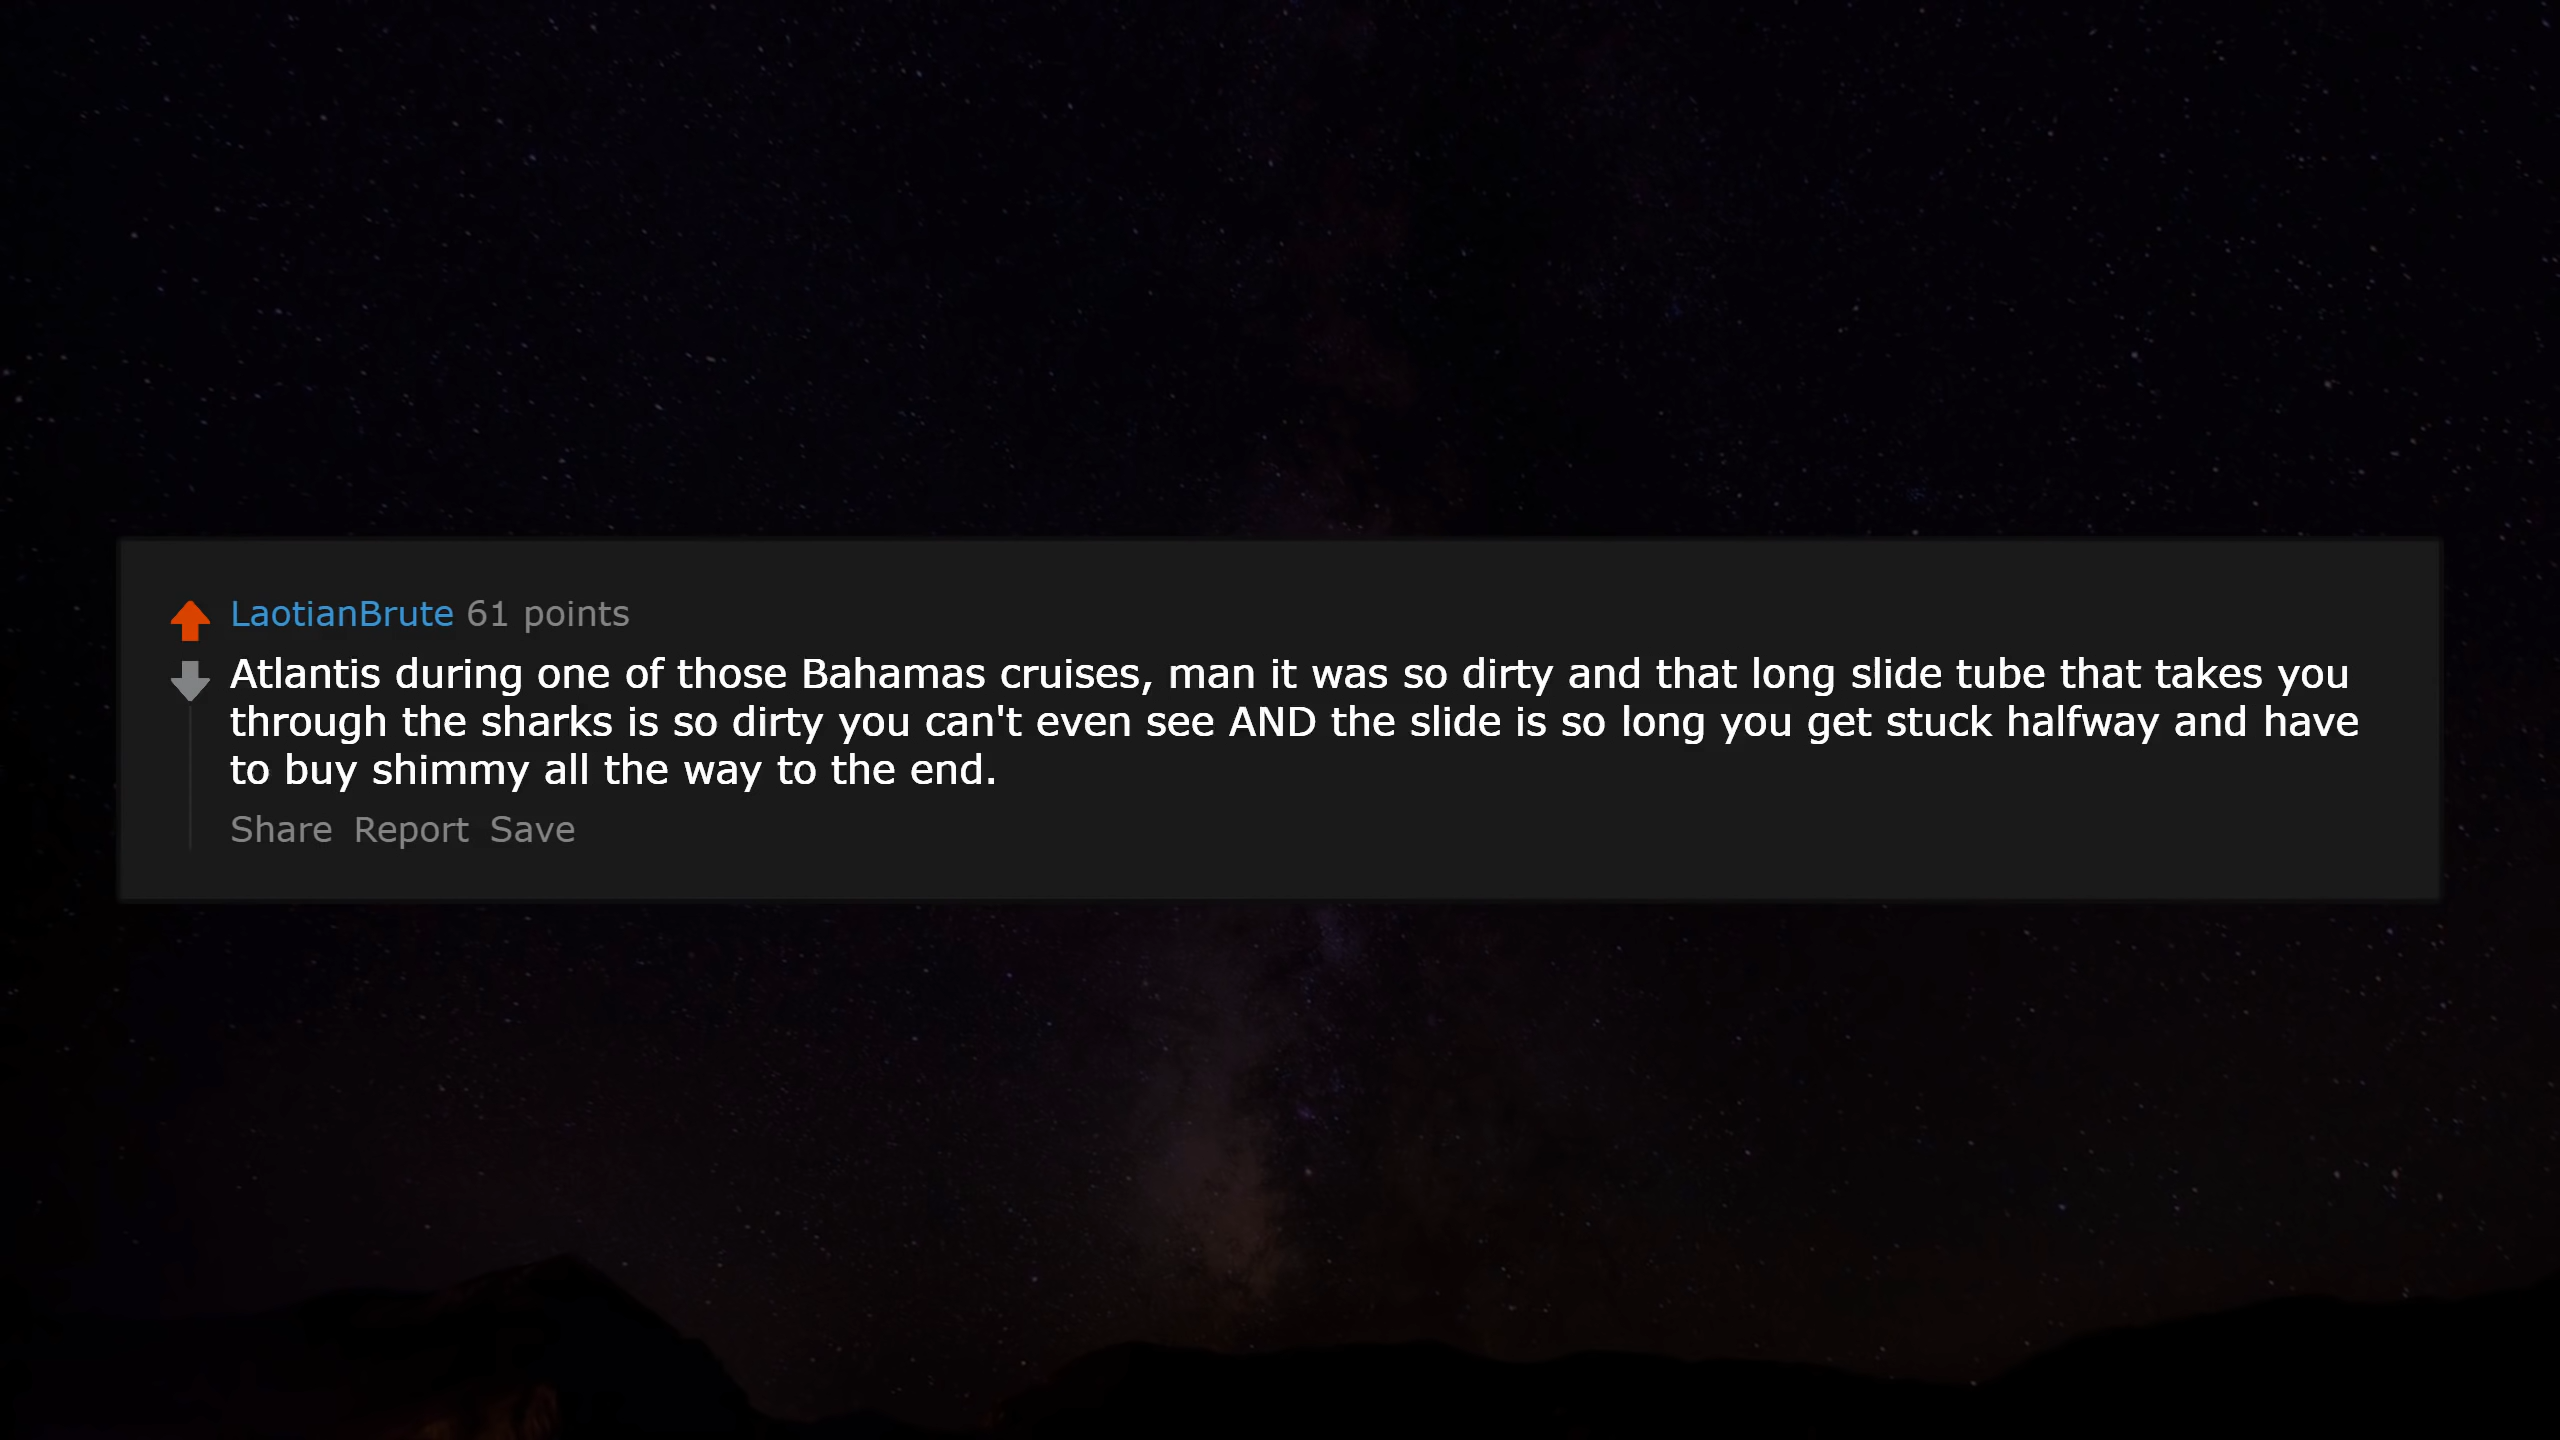 LaotianBrute 61 points
Atlantis during one of those Bahamas cruises, man it was so dirty and that long slide tube that takes you
through the sharks is so dirty you can't even see AND the slide is so long you get stuck halfway and have
to buy shimmy all the way to the end.
Share Report Save